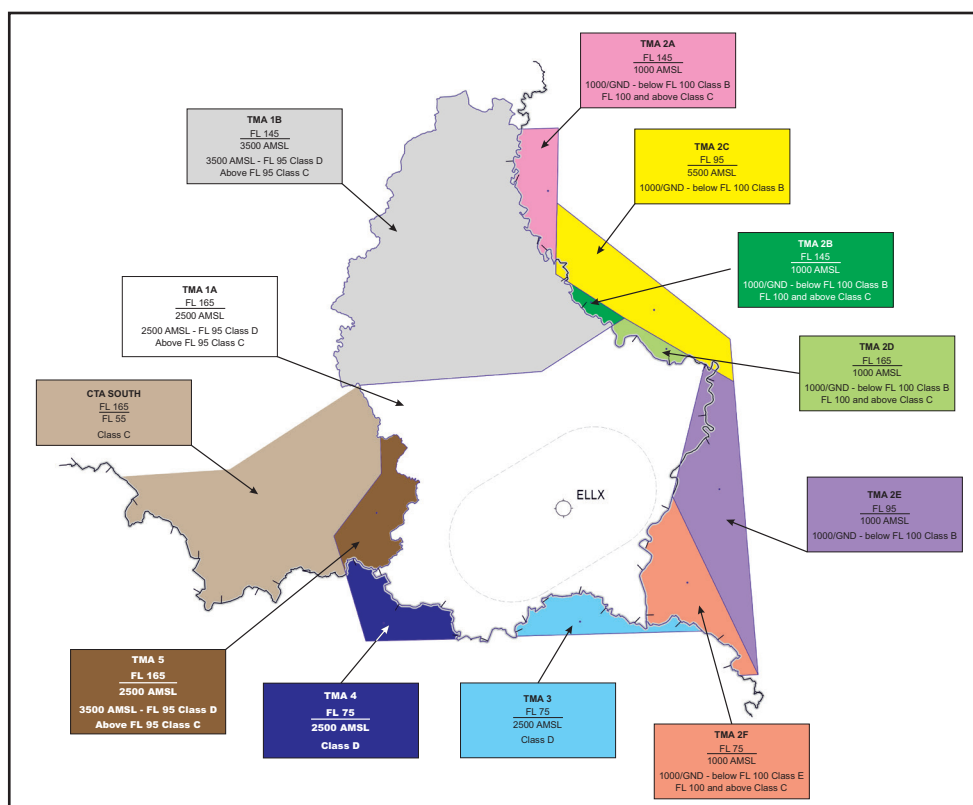 TMA 2A
FL 145
1000 AMSL
1000/GND - below FL 100 Class B
FL 100 and above Class C
TMA 1B
FL 145
3500 AMSL
3500 AMSL - FL 95 Class D
Above FL 95 Class C
TMA 2C
FL 95
5500 AMSL
1000/GND - below FL 100 Class B
TMA 2B
FL 145
1000 AMSL
1000/GND - below FL 100 Class B
FL 100 and above Class C
TMA 1A
FL 165
2500 AMSL
2500 AMSL - FL 95 Class D
Above FL 95 Class C
TMA 2D
FL 165
1000 AMSL
1000/GND - below FL 100 Class B
FL 100 and above Class C
CTA SOUTH
FL 165
FL 55
Class C
ELLX
TMA 2E
FL 95
1000 AMSL
1000/GND - below FL 100 Class B
TMA 5
FL 165
2500 AMSL
3500 AMSL - FL 95 Class D
Above FL 95 Class C
TMA 4
FL 75
2500 AMSL
Class D
TMA 3
FL 75
2500 AMSL
Class D
TMA 2F
FL 75
1000 AMSL
1000/GND - below FL 100 Class E
FL 100 and above Class C